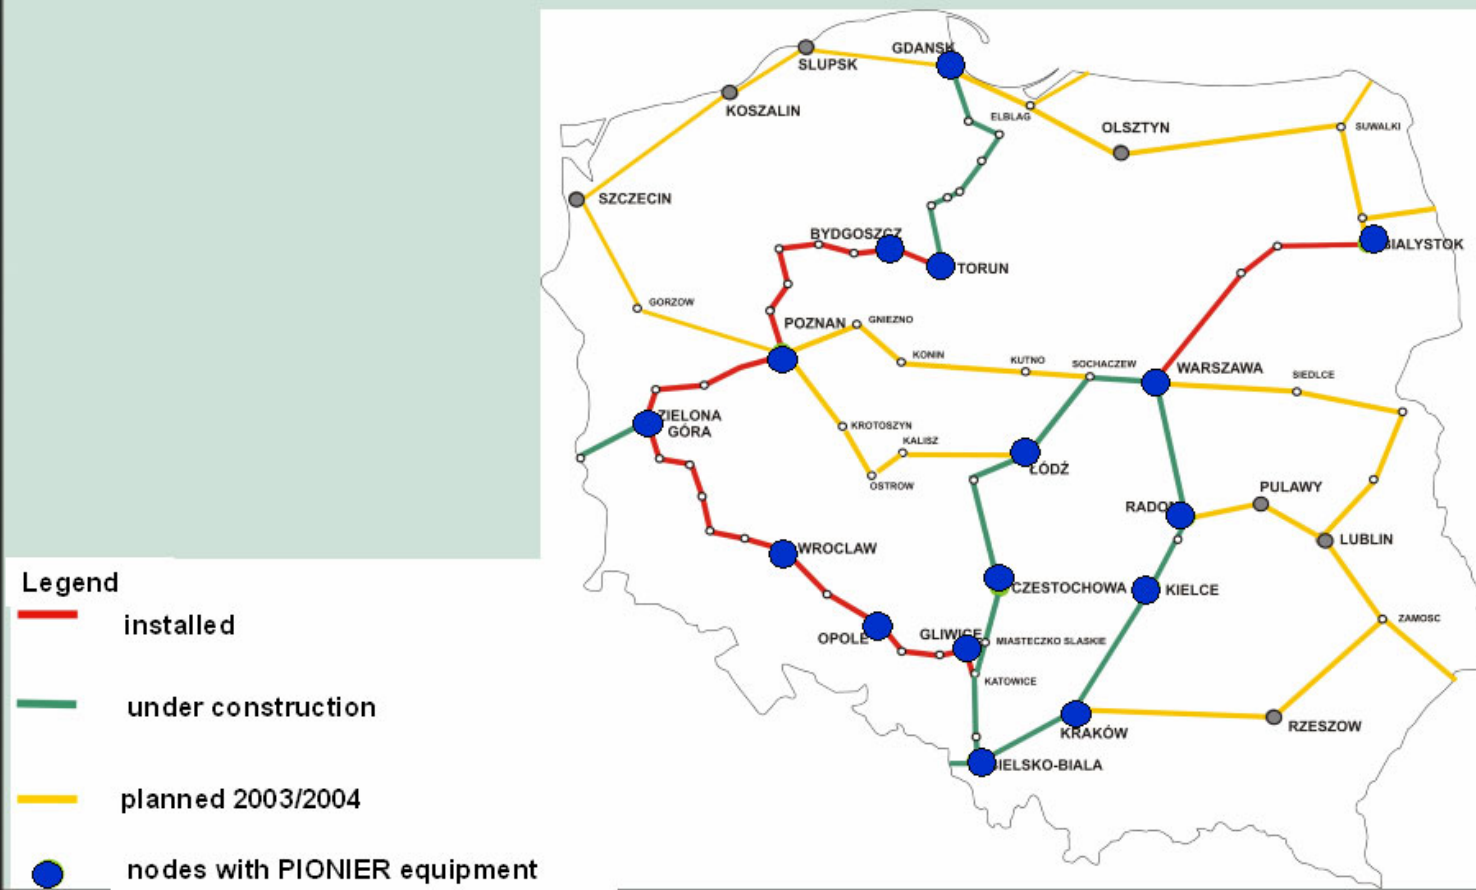 GDANSK
SLUPSK
KOSZALIN
ELBLAG
OLSZTYN
SUWALKI
SZCZECIN
BYDGOSZCZ
BIALYSTOK
TORUN
GORZOW
POZNAN
GNIEZNO
KONIN
KUTNO
SOCHACZEW
WARSZAWA
SIEDLCE
ZIELONA
GÓRA
KROTOSZYN
KALISZ
ŁÓDŹ
OSTROW
PULAWY
RADOM
LUBLIN
WROCLAW
CZESTOCHOWA
KIELCE
OPOLE
GLIWICE
MIASTECZKO SLASKIE
ZAMOSC
KATOWICE
KRAKÓW
RZESZOW
BIELSKO-BIALA
Legend
installed
under construction
planned 2003/2004
nodes with PIONIER equipment